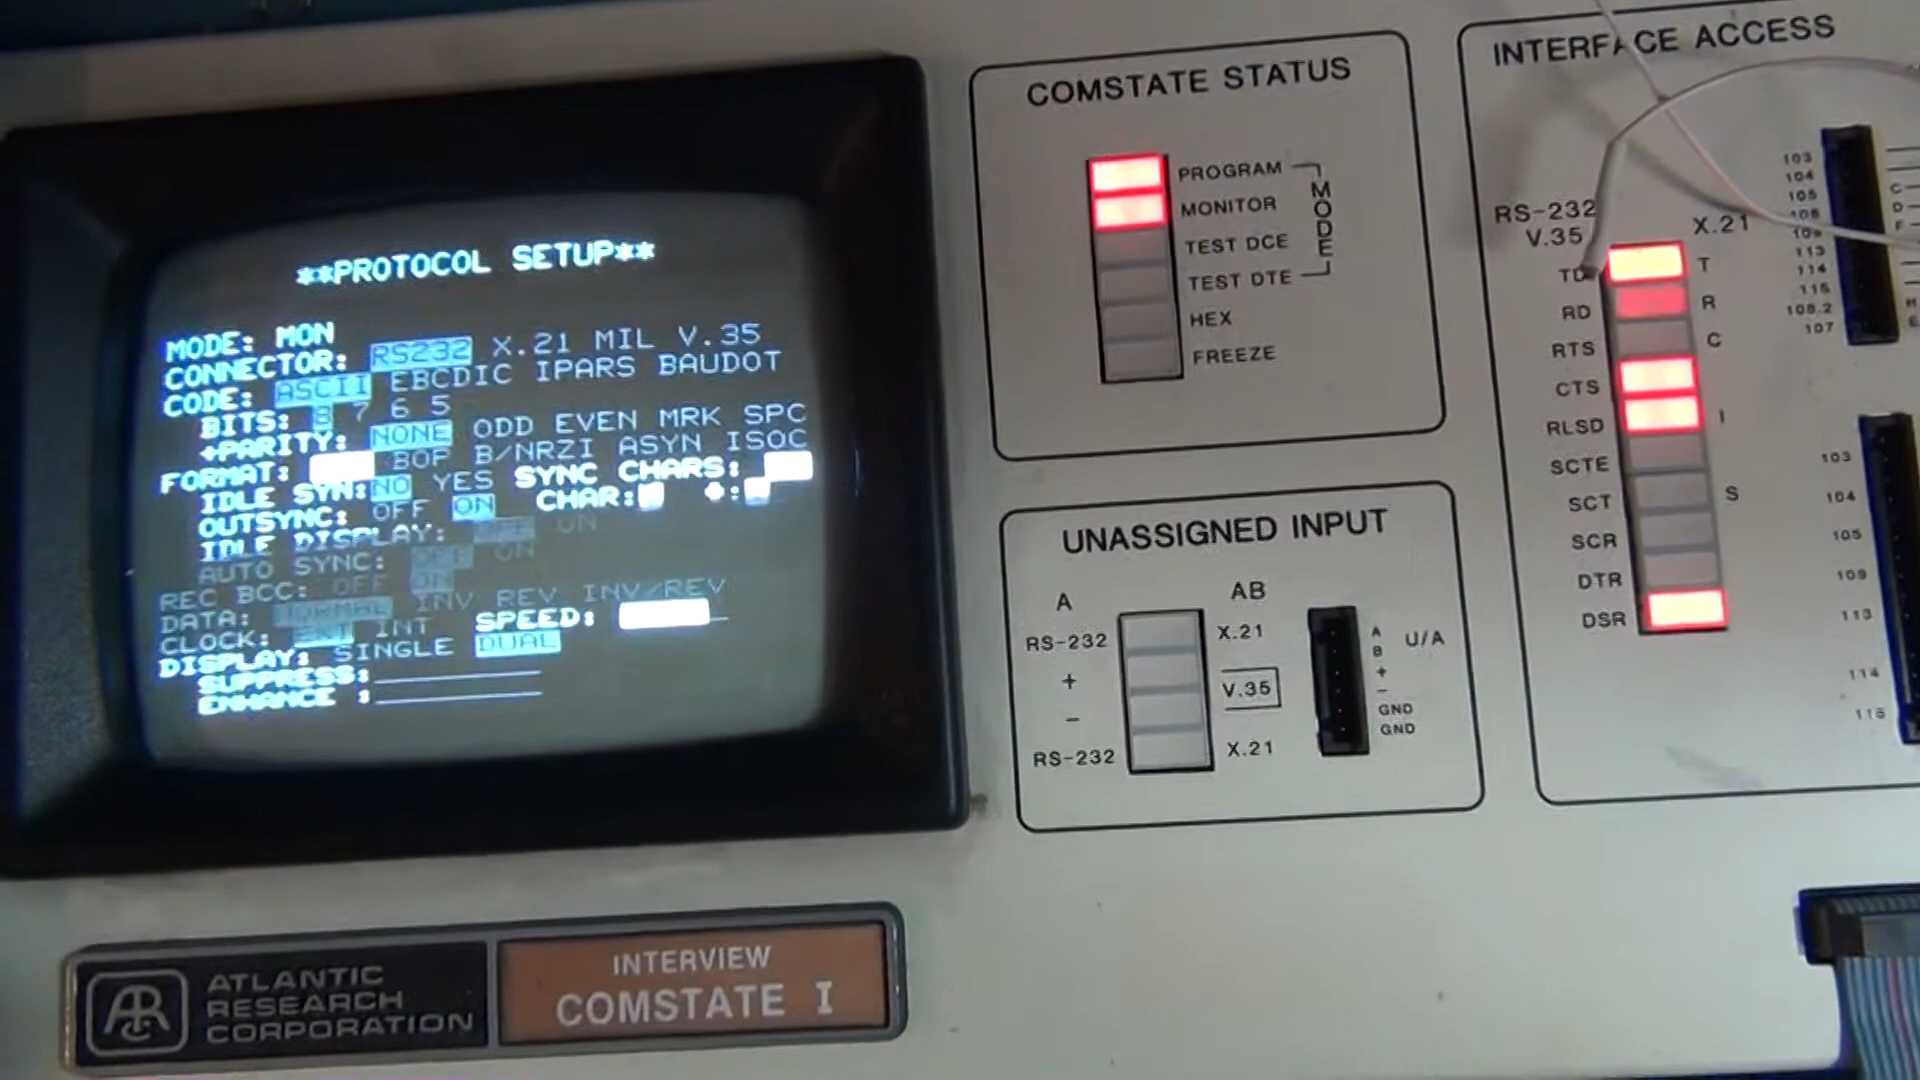 **PROTOCOL SETUP**
MODE: MON
CONNECTOR: RS232 X.21 MIL V.35
CODE: ASCII EBCDIC IPARS BAUDOT
BITS: 8 7 6 5
+PARITY: NONE ODD EVEN MRK SPC
FORMAT: BOP B/NRZI ASYN ISOC
IDLE SYN: NO YES SYNC CHARS:
OUTSYNC: OFF ON CHAR: +:
IDLE DISPLAY: OFF ON
AUTO SYNC: OFF ON
REC BCC: OFF ON
DATA: NORMAL INV REV INV/REV
CLOCK: EXT INT SPEED:
DISPLAY: SINGLE DUAL
SUPPRESS:
ENHANCE :
ATLANTIC
RESEARCH
CORPORATION
INTERVIEW
COMSTATE I
COMSTATE STATUS
PROGRAM
MONITOR
TEST DCE
TEST DTE
MODE
HEX
FREEZE
UNASSIGNED INPUT
A AB
RS-232 X.21
+ V.35
-
RS-232 X.21
A
B
+
-
GND
GND
U/A
INTERFACE ACCESS
RS-232
V.35 X.21
TD T
RD R
RTS C
CTS
RLSD I
SCTE
SCT S
SCR
DTR
DSR
103
104
105
108
109
113
114
115
108.2
107
C
D
F
H
E
103
104
105
109
113
114
115